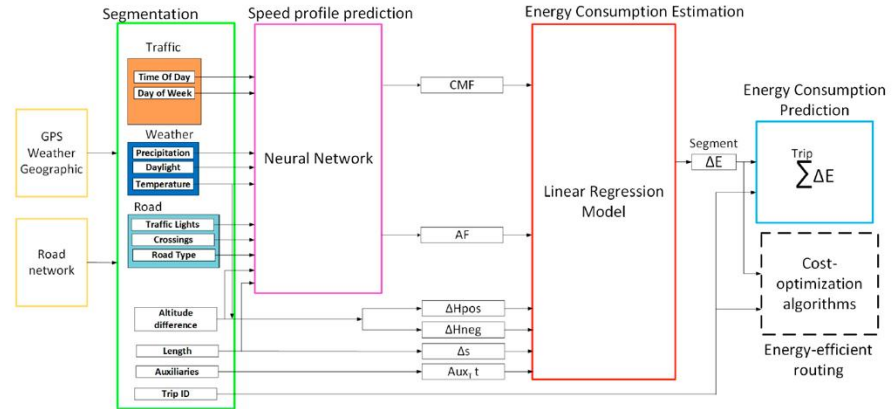 Segmentation
Speed profile prediction
Energy Consumption Estimation
Traffic
Time Of Day
Day of Week
CMF
Energy Consumption
Prediction
GPS
Weather
Geographic
Weather
Precipitation
Daylight
Temperature
Neural Network
Linear Regression
Model
Segment
ΔE
Trip
∑ΔE
Road
Traffic Lights
Crossings
Road Type
AF
Road
network
Cost-
optimization
algorithms
Altitude
difference
ΔHpos
ΔHneg
Length
Δs
Energy-efficient
routing
Auxiliaries
Auxᵢ t
Trip ID